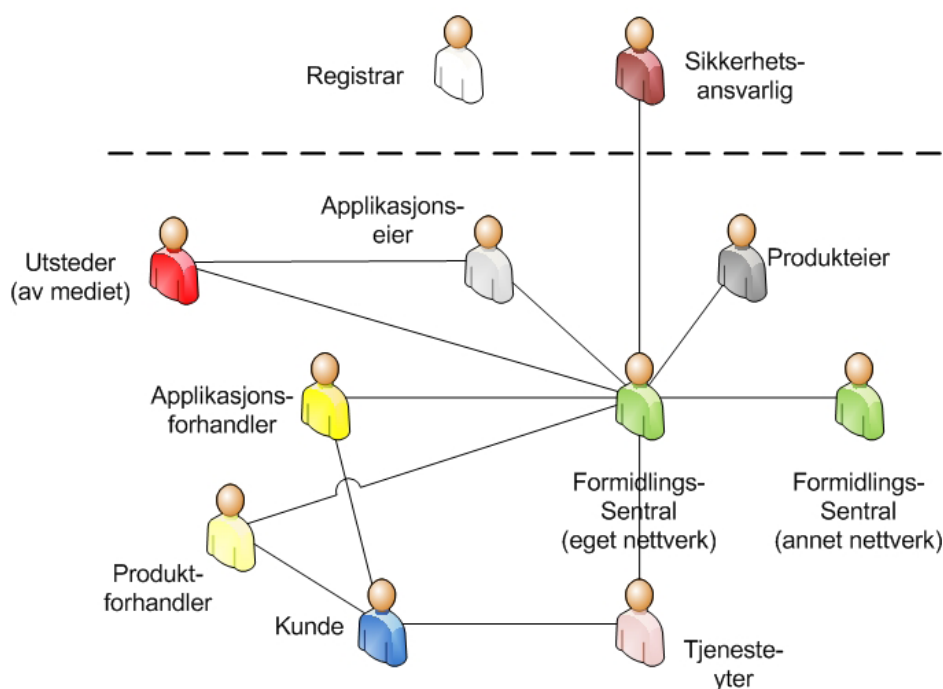 Registrar
Sikkerhets-
ansvarlig
Applikasjons-
eier
Utsteder
(av mediet)
Produkteier
Applikasjons-
forhandler
Formidlings-
Sentral
(eget nettverk)
Formidlings-
Sentral
(annet nettverk)
Produkt-
forhandler
Kunde
Tjeneste-
yter